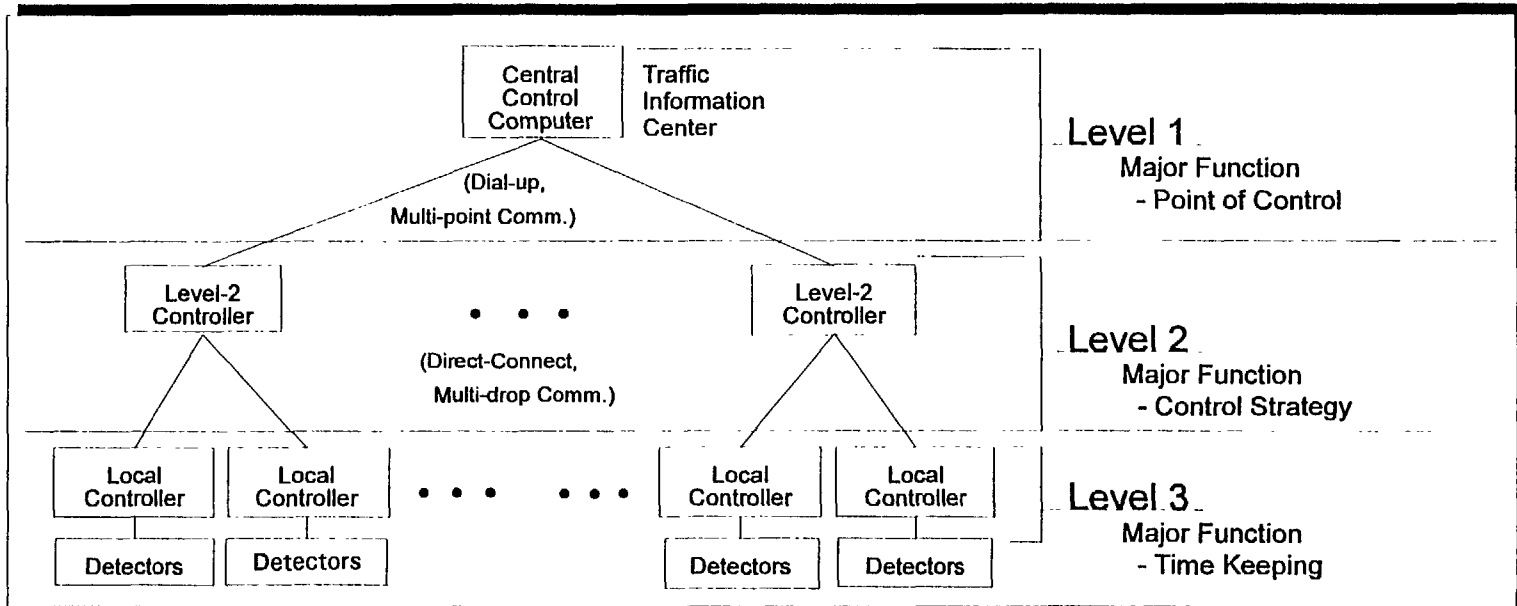 Central
Control
Computer
Traffic
Information
Center
Level 1
Major Function
- Point of Control
(Dial-up,
Multi-point Comm.)
Level-2
Controller
Level-2
Controller
Level 2
Major Function
- Control Strategy
(Direct-Connect,
Multi-drop Comm.)
Local
Controller
Local
Controller
Local
Controller
Local
Controller
Level 3
Major Function
- Time Keeping
Detectors
Detectors
Detectors
Detectors